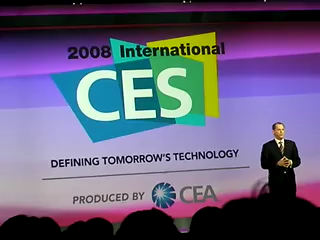 2008 International
CES
DEFINING TOMORROW'S TECHNOLOGY
PRODUCED BY CEA